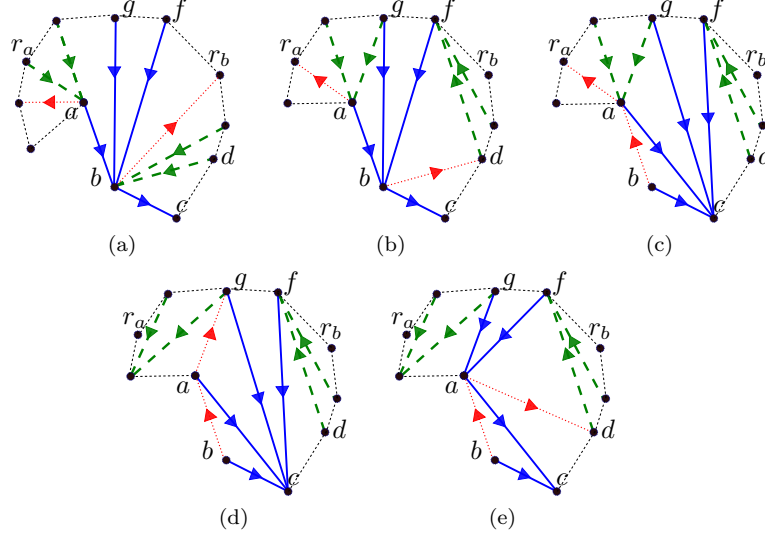 g f g f g f
r_a r_b r_a r_b r_a r_b
a a a
d d d
b b b
c c c
(a) (b) (c)
g f g f
r_a r_b r_a r_b
a a
d d
b b
c c
(d) (e)